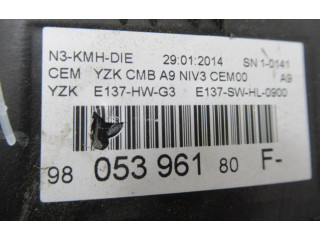 N3-KMH-DIE 29.01.2014 SN 1-0141
CEM YZK CMB A9 NIV3 CEM00 A9
YZK E137-HW-G3 E137-SW-HL-0900
98 053 961 80 F-